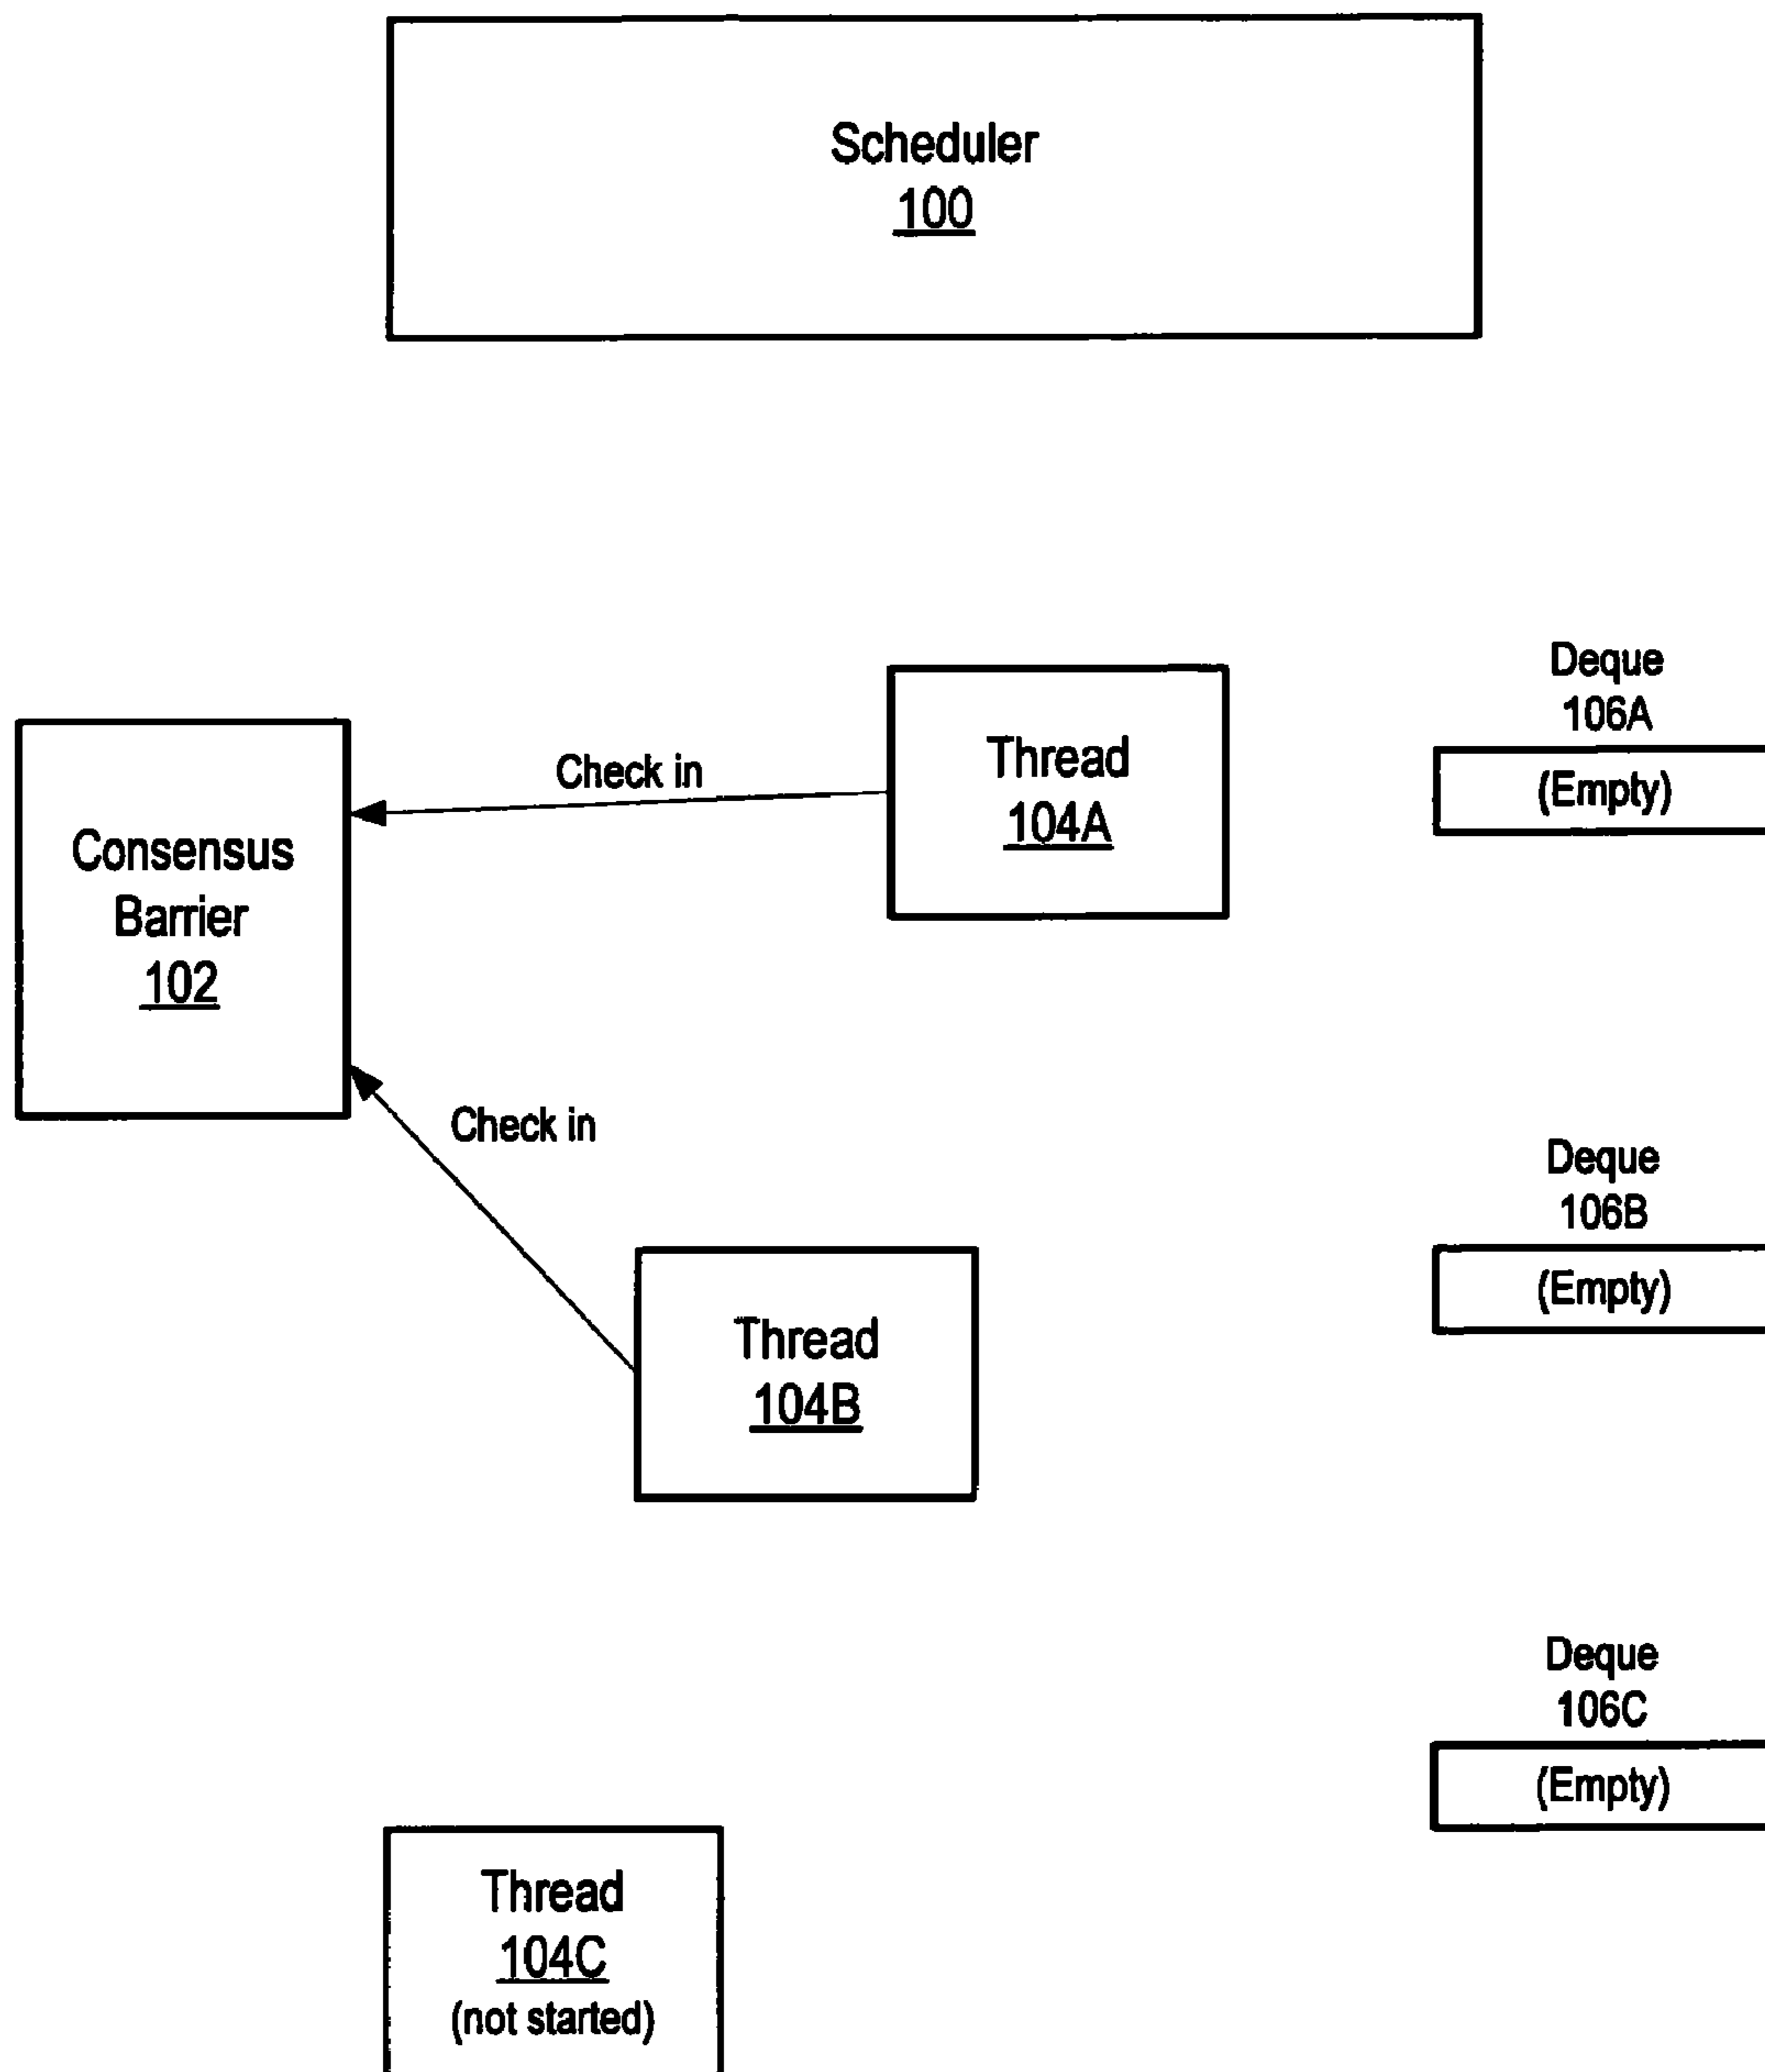 Scheduler
100
Check in
Thread
104A
Deque
106A
(Empty)
Consensus
Barrier
102
Check in
Thread
104B
Deque
106B
(Empty)
Deque
106C
(Empty)
Thread
104C
(not started)